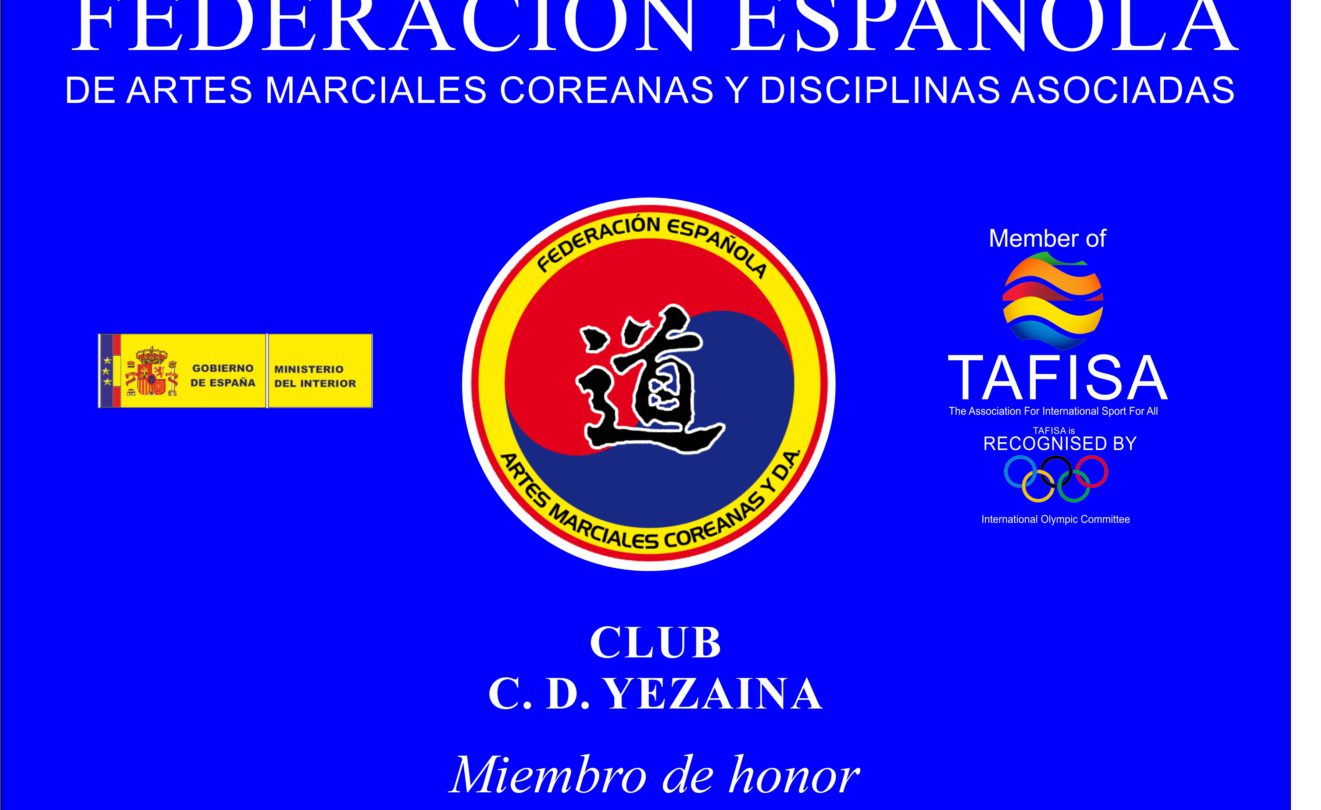 FEDERACIÓN ESPAÑOLA
DE ARTES MARCIALES COREANAS Y DISCIPLINAS ASOCIADAS
FEDERACIÓN ESPAÑOLA
道
ARTES MARCIALES COREANAS Y D.A.
GOBIERNO
DE ESPAÑA
MINISTERIO
DEL INTERIOR
Member of
TAFISA
The Association For International Sport For All
TAFISA is
RECOGNISED BY
International Olympic Committee
CLUB
C. D. YEZAINA
Miembro de honor